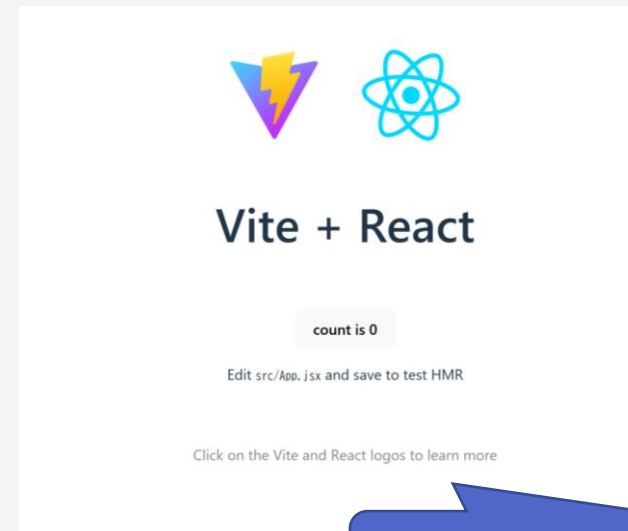 Vite + React
count is 0
Edit src/App.jsx and save to test HMR
Click on the Vite and React logos to learn more